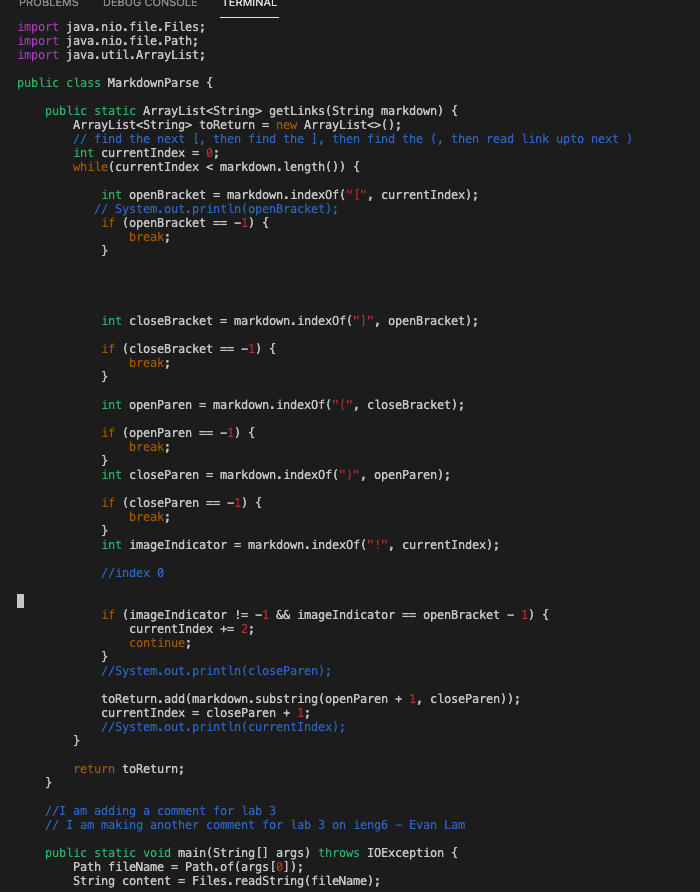 PROBLEMS DEBUG CONSOLE TERMINAL
import java.nio.file.Files;
import java.nio.file.Path;
import java.util.ArrayList;
public class MarkdownParse {
public static ArrayList<String> getLinks(String markdown) {
ArrayList<String> toReturn = new ArrayList<>();
// find the next [, then find the ], then find the (, then read link upto next )
int currentIndex = 0;
while(currentIndex < markdown.length()) {
int openBracket = markdown.indexOf("[", currentIndex);
// System.out.println(openBracket);
if (openBracket == -1) {
break;
}
int closeBracket = markdown.indexOf("]", openBracket);
if (closeBracket == -1) {
break;
}
int openParen = markdown.indexOf("(", closeBracket);
if (openParen == -1) {
break;
}
int closeParen = markdown.indexOf(")", openParen);
if (closeParen == -1) {
break;
}
int imageIndicator = markdown.indexOf("!", currentIndex);
//index 0
if (imageIndicator != -1 && imageIndicator == openBracket - 1) {
currentIndex += 2;
continue;
}
//System.out.println(closeParen);
toReturn.add(markdown.substring(openParen + 1, closeParen));
currentIndex = closeParen + 1;
//System.out.println(currentIndex);
}
return toReturn;
}
//I am adding a comment for lab 3
// I am making another comment for lab 3 on ieng6 - Evan Lam
public static void main(String[] args) throws IOException {
Path fileName = Path.of(args[0]);
String content = Files.readString(fileName);